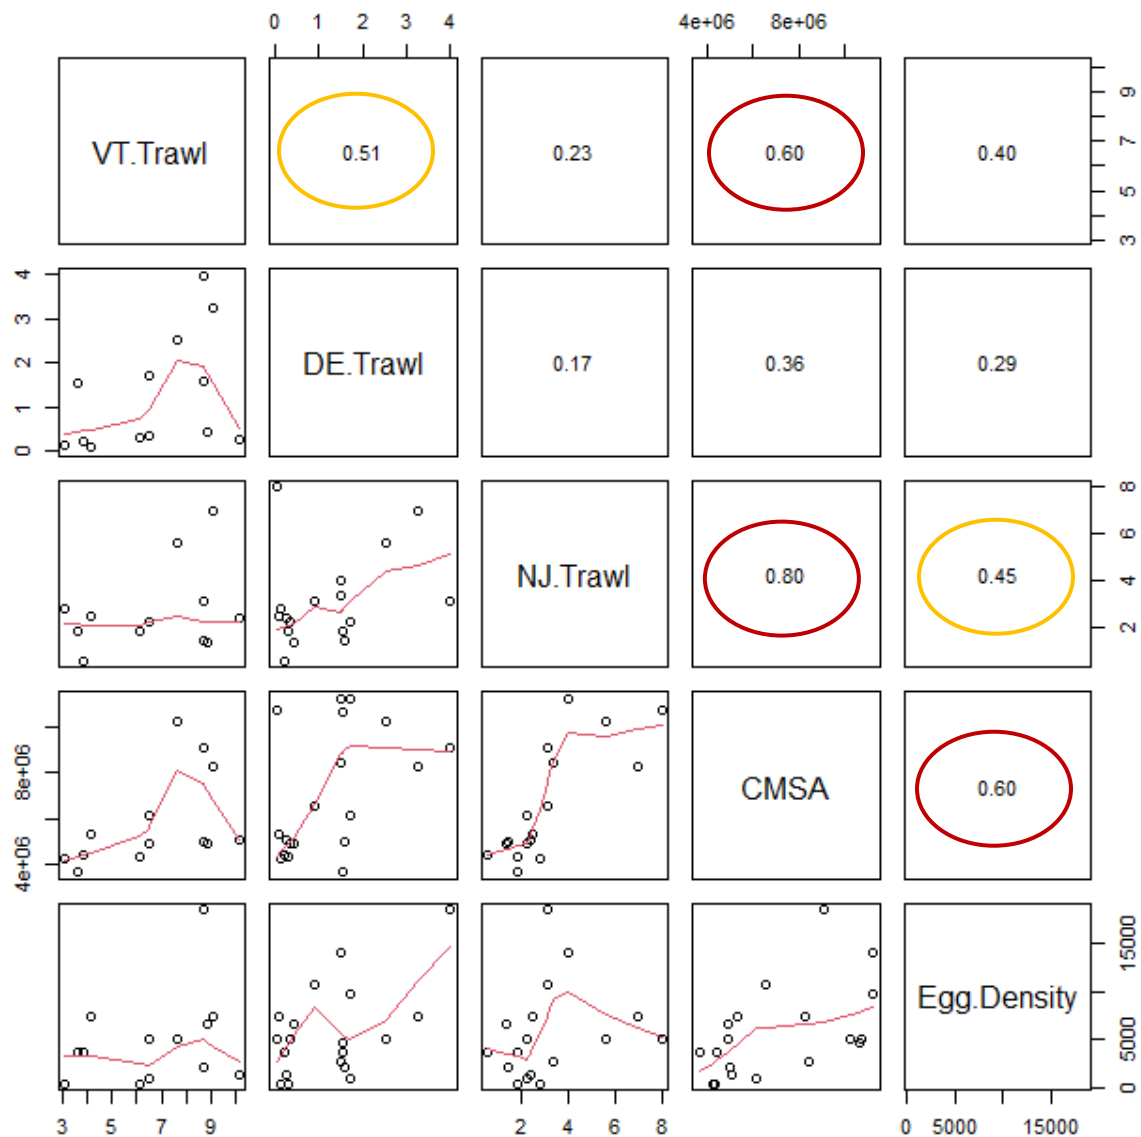 0 1 2 3 4 4e+06 8e+06
VT.Trawl 0.51 0.23 0.60 0.40
3 5 7 9
0 1 2 3 4
DE.Trawl 0.17 0.36 0.29
NJ.Trawl 0.80 0.45
2 4 6 8
4e+06 8e+06
CMSA 0.60
Egg.Density
0 5000 15000
3 5 7 9 2 4 6 8 0 5000 15000